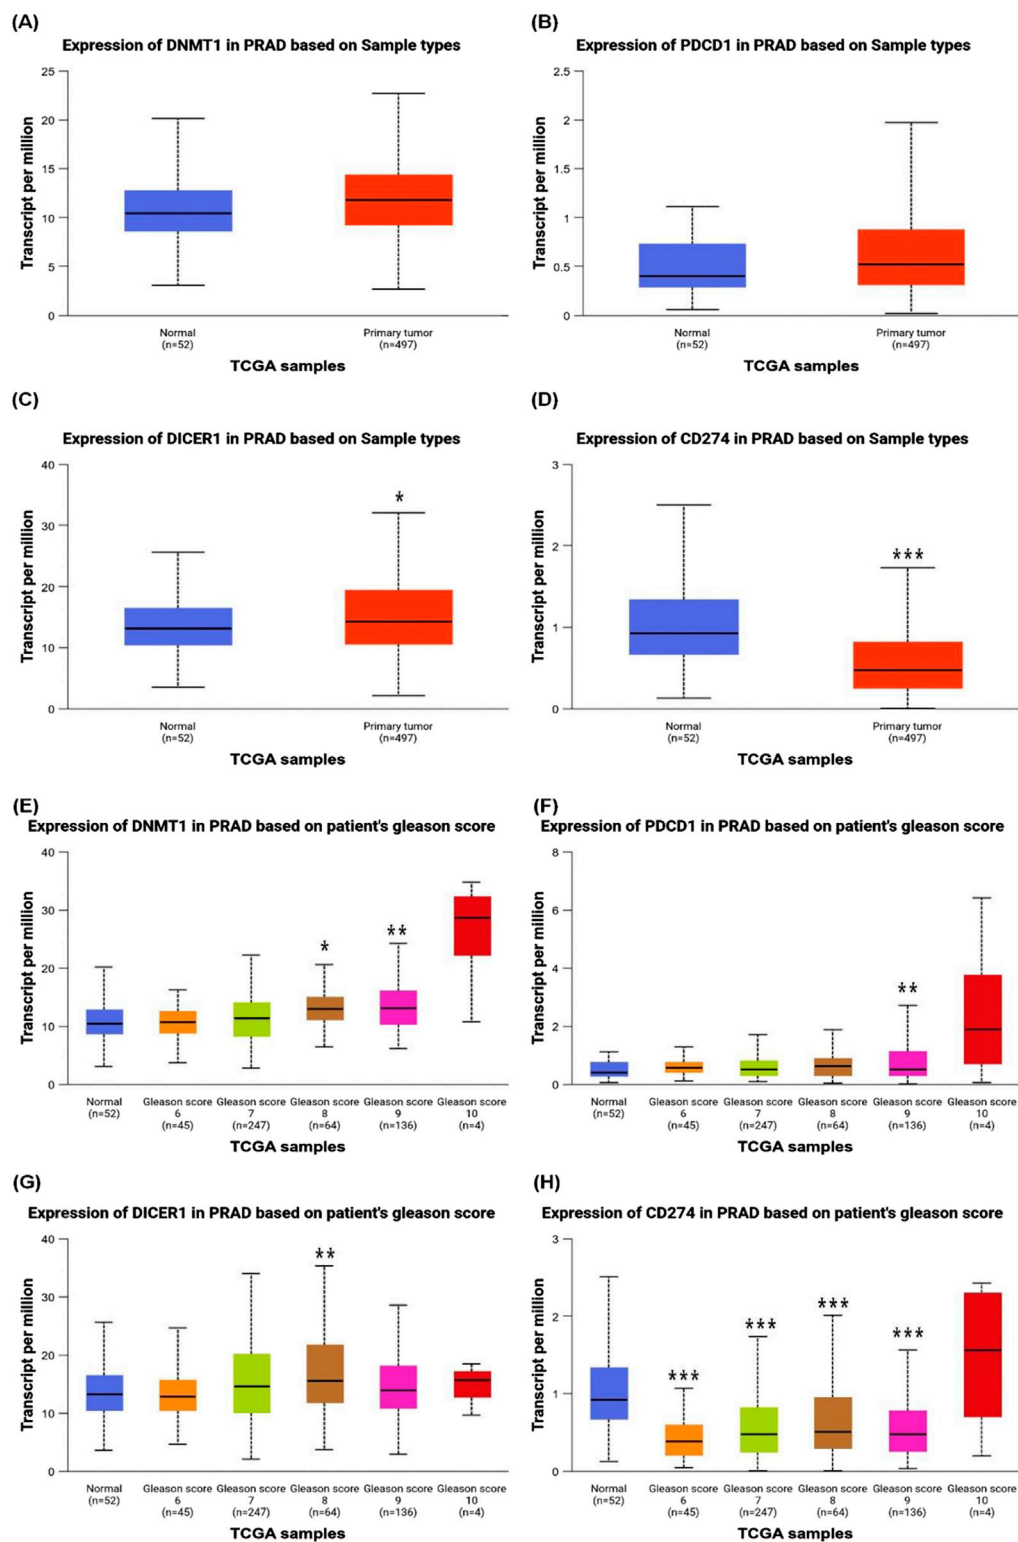 (A)
Expression of DNMT1 in PRAD based on Sample types
Transcript per million
25
20
15
10
5
0
Normal
(n=52)
Primary tumor
(n=497)
TCGA samples
(B)
Expression of PDCD1 in PRAD based on Sample types
Transcript per million
2.5
2
1.5
1
0.5
0
Normal
(n=52)
Primary tumor
(n=497)
TCGA samples
(C)
Expression of DICER1 in PRAD based on Sample types
Transcript per million
40
30
20
10
0
*
Normal
(n=52)
Primary tumor
(n=497)
TCGA samples
(D)
Expression of CD274 in PRAD based on Sample types
Transcript per million
3
2
1
0
***
Normal
(n=52)
Primary tumor
(n=497)
TCGA samples
(E)
Expression of DNMT1 in PRAD based on patient's gleason score
Transcript per million
40
30
20
10
0
*
**
Normal
(n=52)
Gleason score
6
(n=45)
Gleason score
7
(n=247)
Gleason score
8
(n=64)
Gleason score
9
(n=136)
Gleason score
10
(n=4)
TCGA samples
(F)
Expression of PDCD1 in PRAD based on patient's gleason score
Transcript per million
8
6
4
2
0
**
Normal
(n=52)
Gleason score
6
(n=45)
Gleason score
7
(n=247)
Gleason score
8
(n=64)
Gleason score
9
(n=136)
Gleason score
10
(n=4)
TCGA samples
(G)
Expression of DICER1 in PRAD based on patient's gleason score
Transcript per million
40
30
20
10
0
**
Normal
(n=52)
Gleason score
6
(n=45)
Gleason score
7
(n=247)
Gleason score
8
(n=64)
Gleason score
9
(n=136)
Gleason score
10
(n=4)
TCGA samples
(H)
Expression of CD274 in PRAD based on patient's gleason score
Transcript per million
3
2
1
0
***
***
***
***
Normal
(n=52)
Gleason score
6
(n=45)
Gleason score
7
(n=247)
Gleason score
8
(n=64)
Gleason score
9
(n=136)
Gleason score
10
(n=4)
TCGA samples